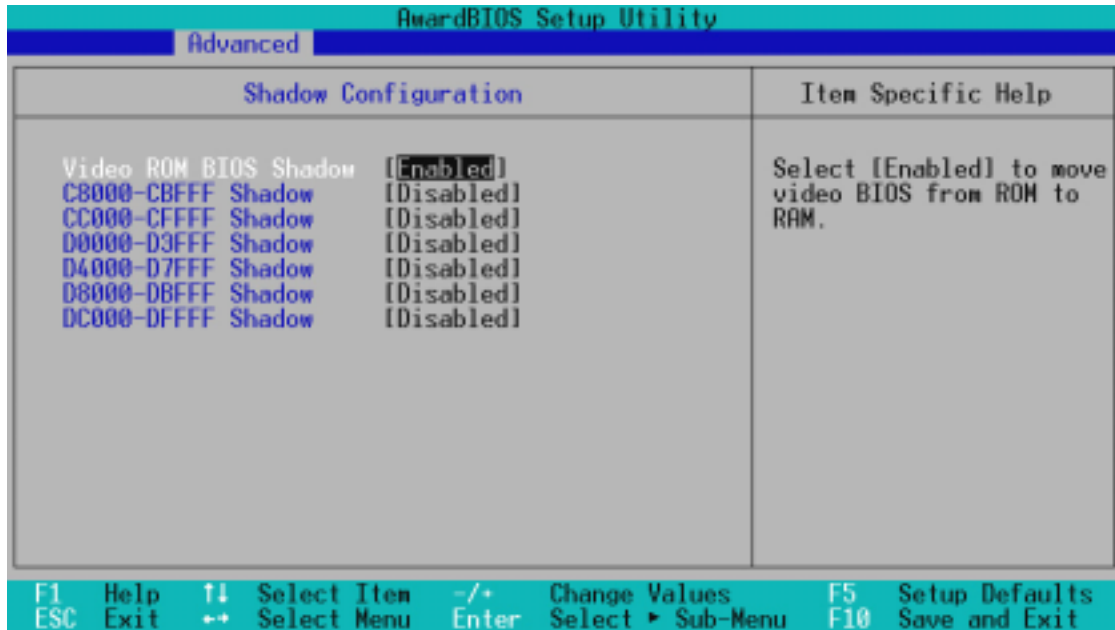 AwardBIOS Setup Utility
Advanced
Shadow Configuration
Item Specific Help
Video ROM BIOS Shadow [Enabled]
C8000-CBFFF Shadow [Disabled]
CC000-CFFFF Shadow [Disabled]
D0000-D3FFF Shadow [Disabled]
D4000-D7FFF Shadow [Disabled]
D8000-DBFFF Shadow [Disabled]
DC000-DFFFF Shadow [Disabled]
Select [Enabled] to move
video BIOS from ROM to
RAM.
F1 Help ↑↓ Select Item -/+ Change Values F5 Setup Defaults
ESC Exit ←→ Select Menu Enter Select ► Sub-Menu F10 Save and Exit